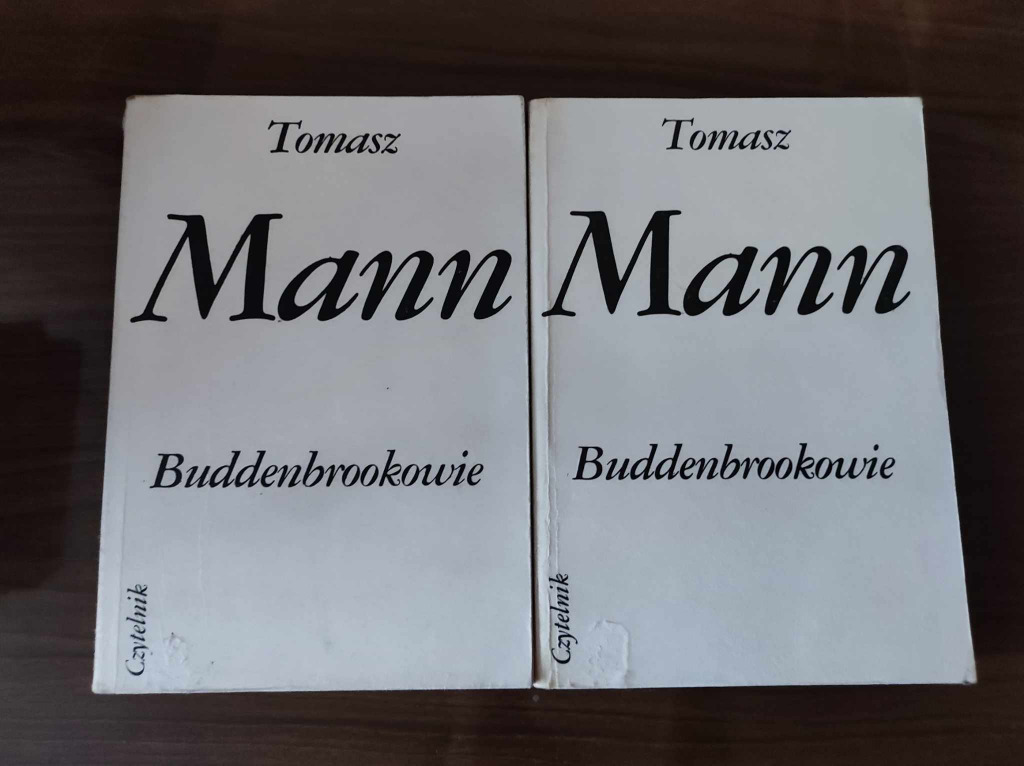 Tomasz
Mann
Buddenbrookowie
Czytelnik
Tomasz
Mann
Buddenbrookowie
Czytelnik